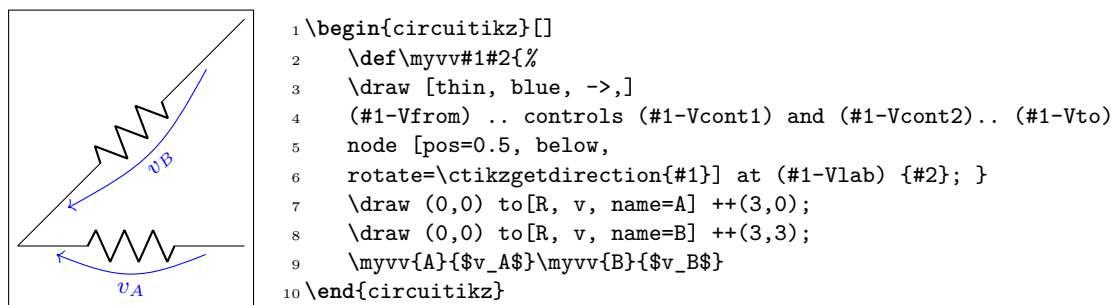 v_B
v_A
1 \begin{circuitikz}[]
2     \def\myvv#1#2{%
3     \draw [thin, blue, ->,]
4     (#1-Vfrom) .. controls (#1-Vcont1) and (#1-Vcont2).. (#1-Vto)
5     node [pos=0.5, below,
6     rotate=\ctikzgetdirection{#1}] at (#1-Vlab) {#2}; }
7     \draw (0,0) to[R, v, name=A] ++(3,0);
8     \draw (0,0) to[R, v, name=B] ++(3,3);
9     \myvv{A}{$v_A$}\myvv{B}{$v_B$}
10 \end{circuitikz}